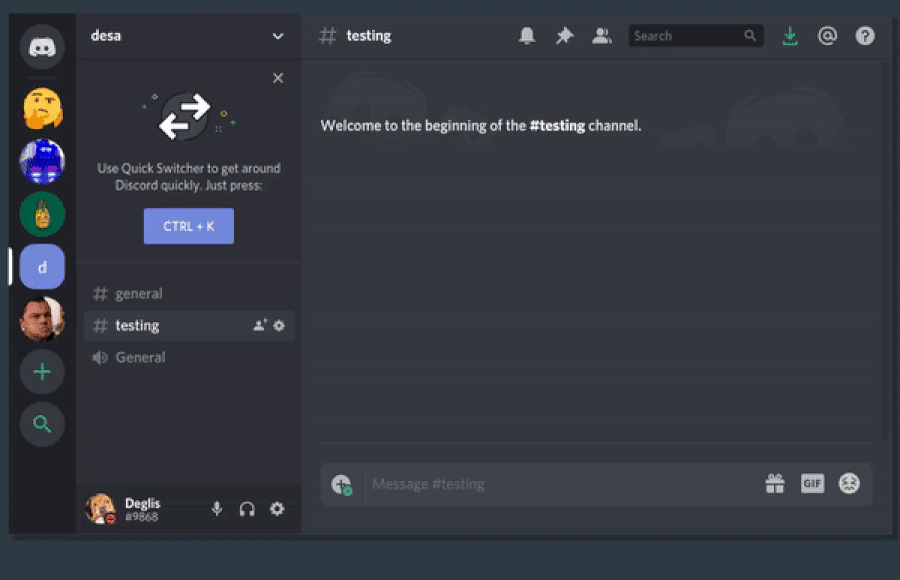 desa
# testing
Search
Use Quick Switcher to get around
Discord quickly. Just press:
CTRL + K
Welcome to the beginning of the #testing channel.
d
# general
# testing
General
Message #testing
GIF
Deglis
#9868